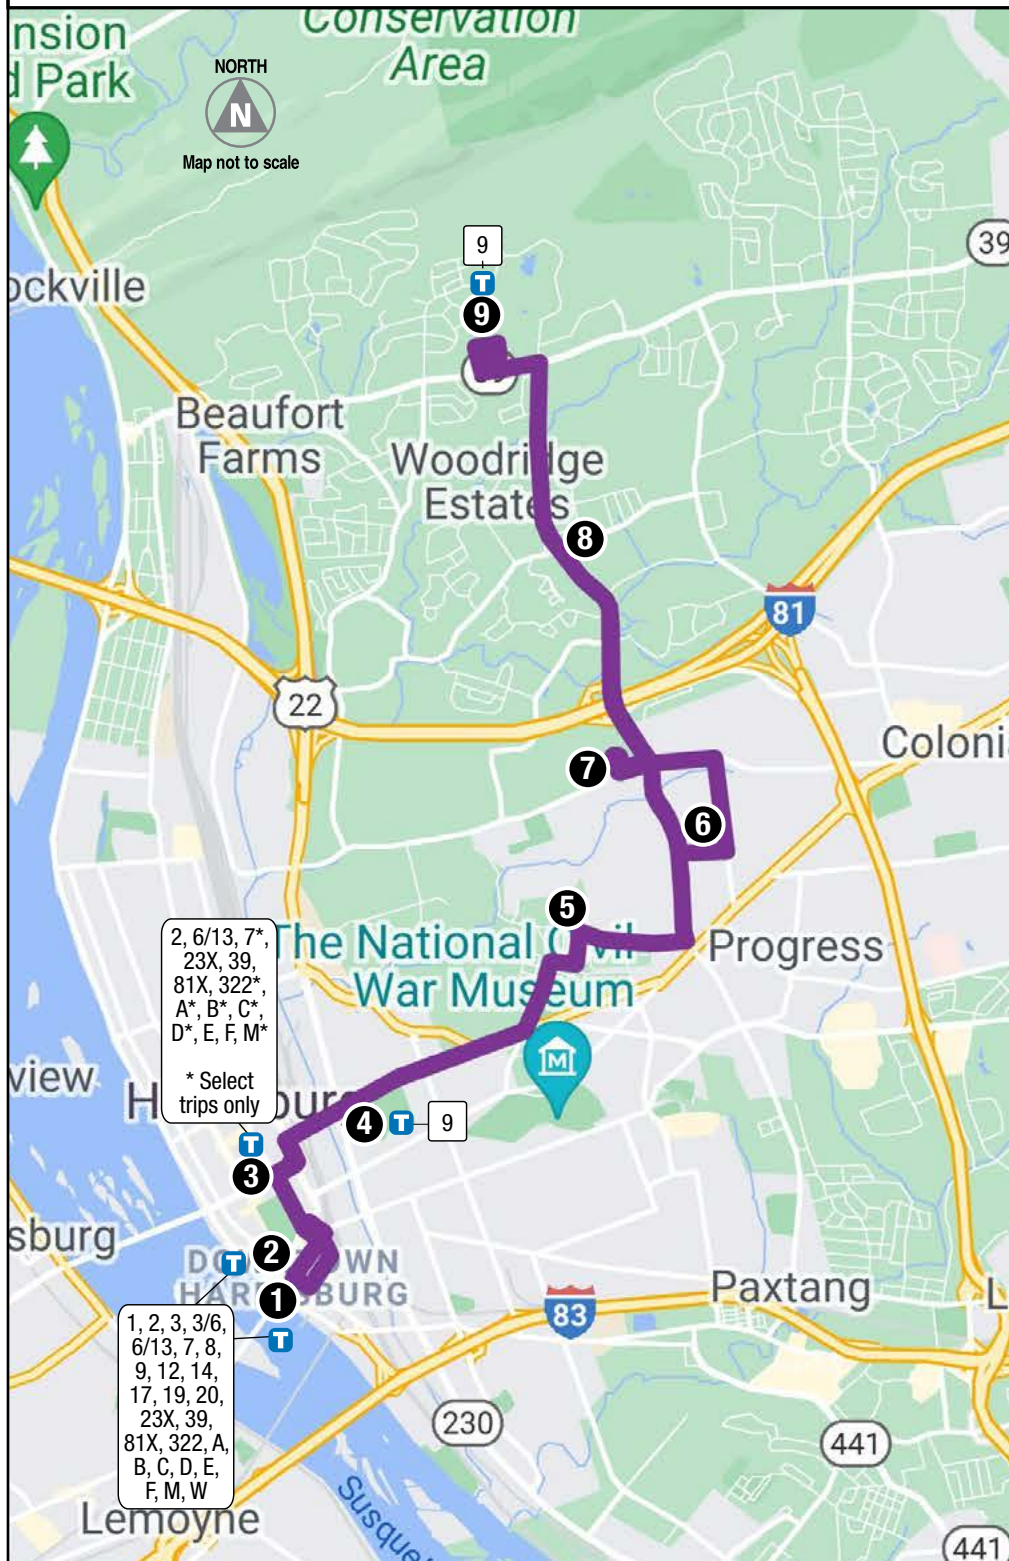 Conservation
Area
nsion
d Park
NORTH
N
Map not to scale
39
9
T
9
ockville
Beaufort
Farms
Woodridge
Estates
8
81
22
Coloni
7
6
5
The National Civil
War Museum
Progress
2, 6/13, 7*,
23X, 39,
81X, 322*,
A*, B*, C*,
D*, E, F, M*
* Select
trips only
M
view
4
T
9
T
3
sburg
T
2
DOWNTOWN
HARRISBURG
1
T
83
Paxtang
L
1, 2, 3, 3/6,
6/13, 7, 8,
9, 12, 14,
17, 19, 20,
23X, 39,
81X, 322, A,
B, C, D, E,
F, M, W
230
441
Lemoyne
Susque
441